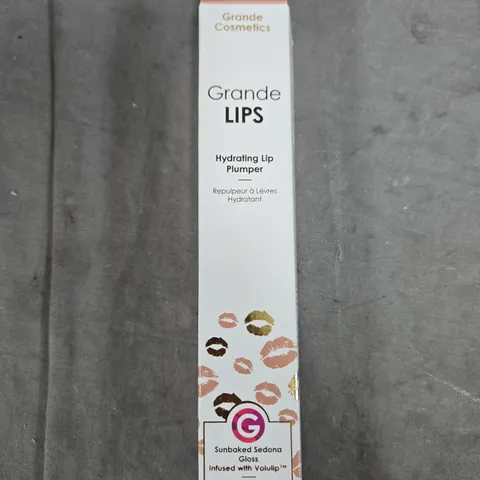 Grande
Cosmetics
Grande
LIPS
Hydrating Lip
Plumper
Repulpeur à Lèvres
Hydratant
G
Sunbaked Sedona
Gloss
Infused with Volulip™